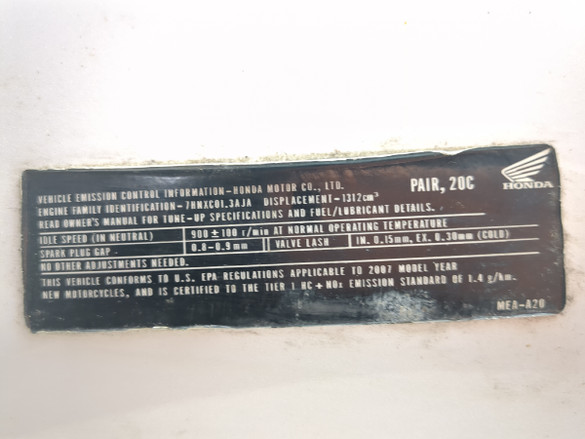 VEHICLE EMISSION CONTROL INFORMATION-HONDA MOTOR CO., LTD.
PAIR, 20C
HONDA
ENGINE FAMILY IDENTIFICATION-7HNXC01.3AJA DISPLACEMENT-1312cm³
READ OWNER'S MANUAL FOR TUNE-UP SPECIFICATIONS AND FUEL/LUBRICANT DETAILS.
IDLE SPEED (IN NEUTRAL) 900±100 r/min AT NORMAL OPERATING TEMPERATURE
SPARK PLUG GAP 0.8-0.9mm VALVE LASH IN. 0.15mm, EX. 0.30mm (COLD)
NO OTHER ADJUSTMENTS NEEDED.
THIS VEHICLE CONFORMS TO U.S. EPA REGULATIONS APPLICABLE TO 2007 MODEL YEAR
NEW MOTORCYCLES, AND IS CERTIFIED TO THE TIER 1 HC+NOx EMISSION STANDARD OF 1.4 g/km.
MEA-A20